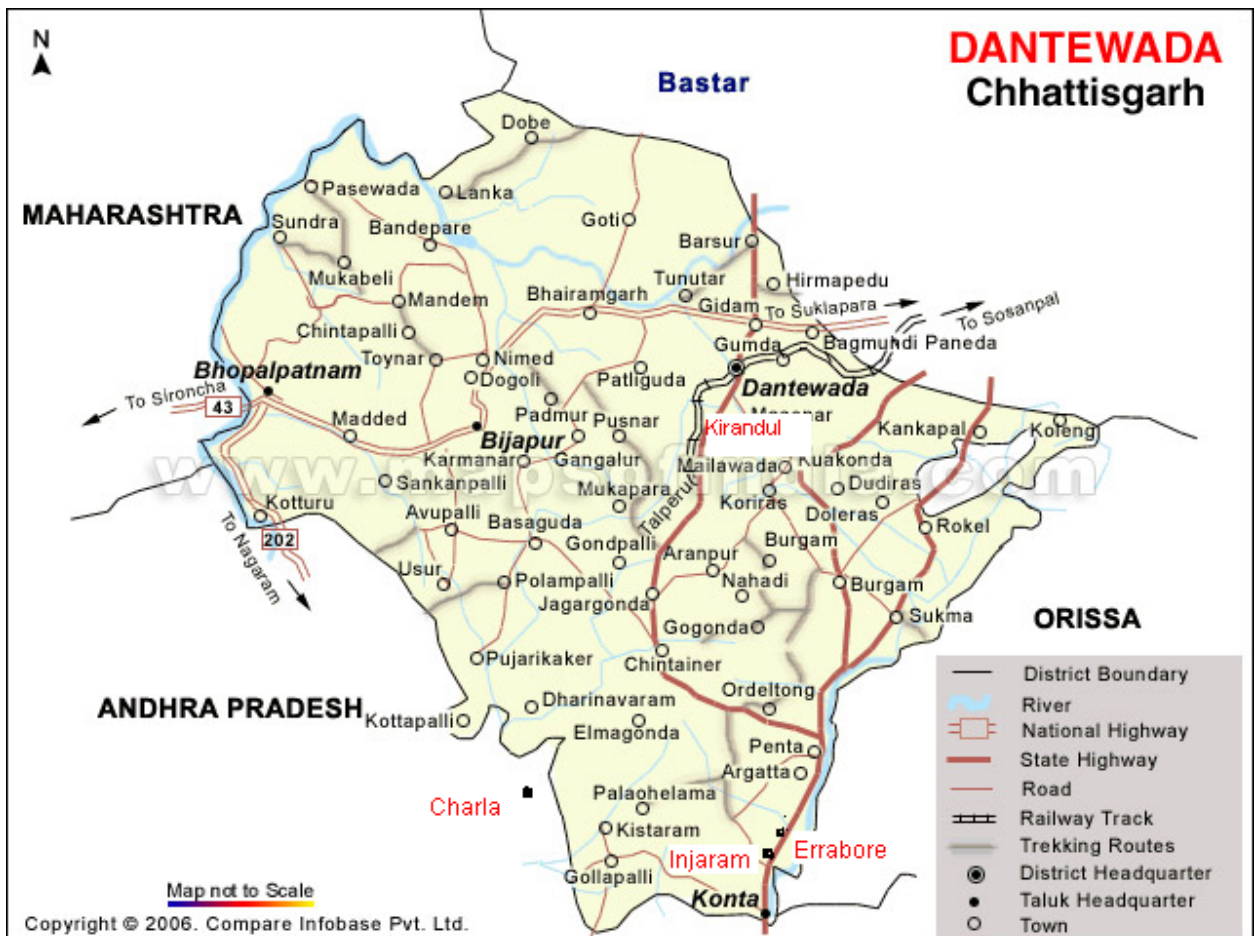 N
DANTEWADA
Chhattisgarh
Bastar
Dobe
Pasewada
Lanka
MAHARASHTRA
Sundra
Bandepare
Goti
Barsur
Mukabeli
Tunutar
Hirmapedu
Mandem
Bhairamgarh
Gidam
To Suklapara
To Sosanpal
Chintapalli
Gumda
Bagmundi Paneda
Toynar
Nimed
Bhopalpatnam
Dogoli
Patliguda
Dantewada
To Sironcha
43
Madded
Padmur
Pusnar
Kirandul
Kankapal
Koleng
Bijapur
Karmanar
Gangalur
Mailawada
Kuakonda
www.mapsofindia.com
Sankanpalli
Mukapara
Talperu
Koriras
Dudiras
Kotturu
Avupalli
Basaguda
Doleras
Rokel
202
To Nagaram
Gondpalli
Aranpur
Burgam
Usur
Polampalli
Nahadi
Burgam
Jagargonda
Sukma
Gogonda
ORISSA
Pujarikaker
Chintainer
ANDHRA PRADESH
Dharinavaram
Ordeltong
Kottapalli
Elmagonda
Penta
Argatta
Charla
Palaohelama
Kistaram
Errabore
Injaram
Gollapalli
Konta
District Boundary
River
National Highway
State Highway
Road
Railway Track
Trekking Routes
District Headquarter
Taluk Headquarter
Town
Map not to Scale
Copyright © 2006. Compare Infobase Pvt. Ltd.